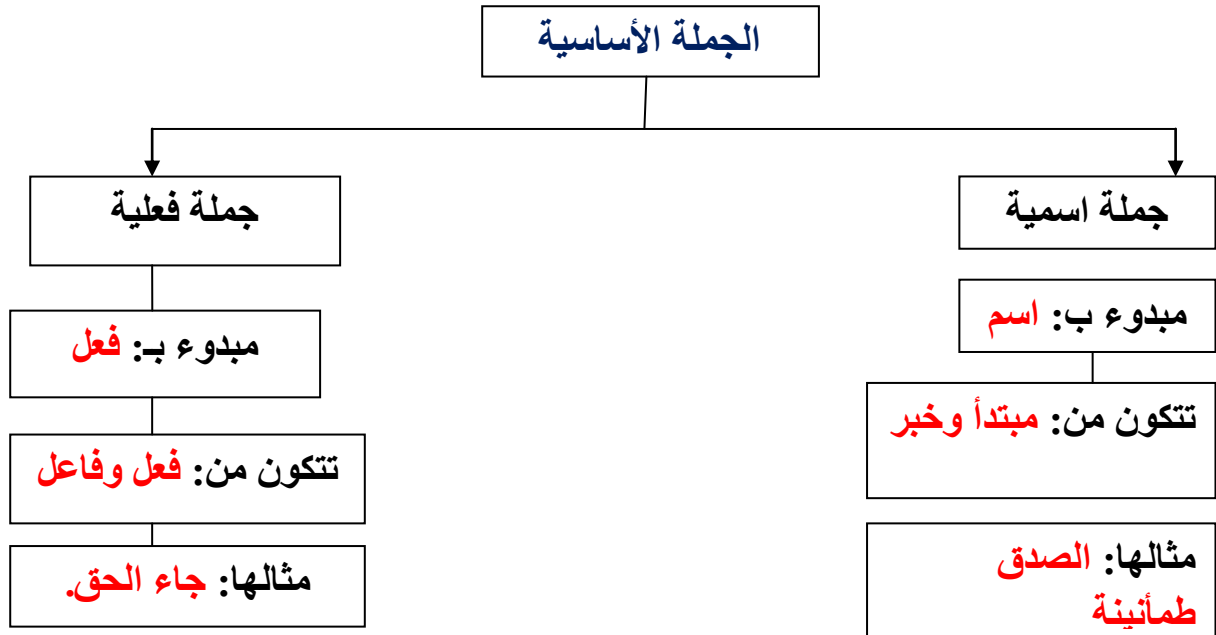 الجملة الأساسية
جملة اسمية
مبدوء ب: اسم
تتكون من: مبتدأ وخبر
مثالها: الصدق
طمأنينة
جملة فعلية
مبدوء بـ: فعل
تتكون من: فعل وفاعل
مثالها: جاء الحق.